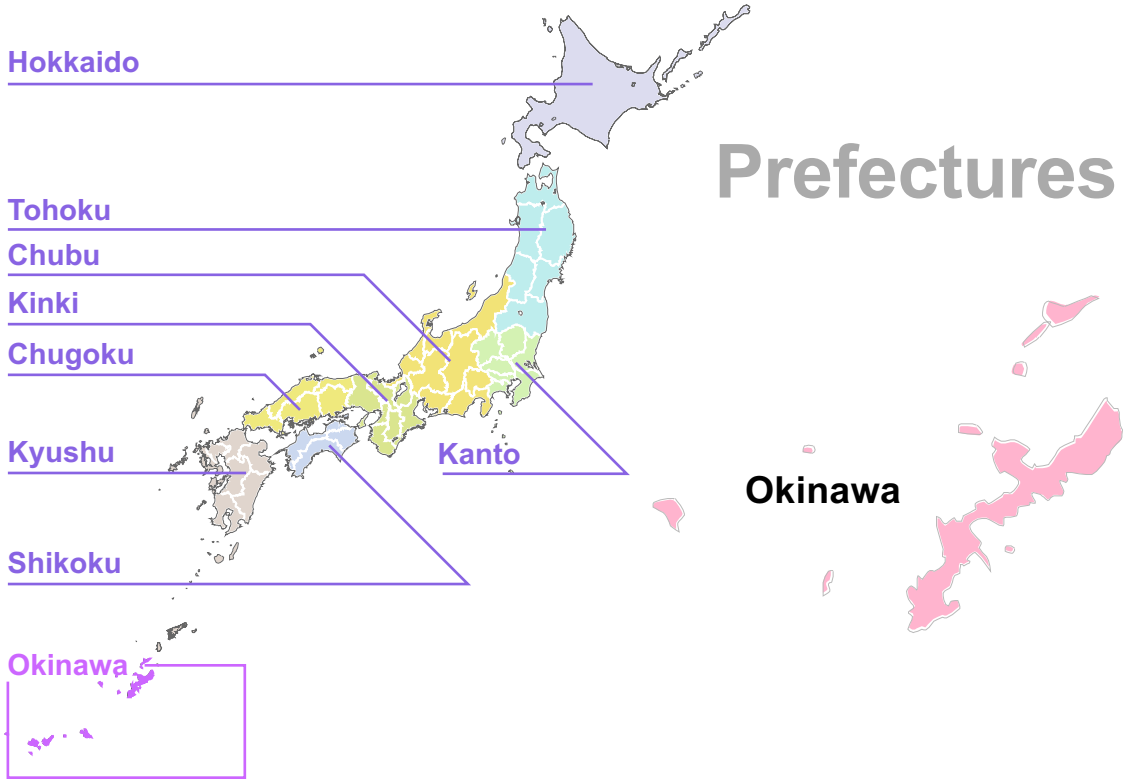 Hokkaido
Prefectures
Tohoku
Chubu
Kinki
Chugoku
Kyushu
Kanto
Okinawa
Shikoku
Okinawa